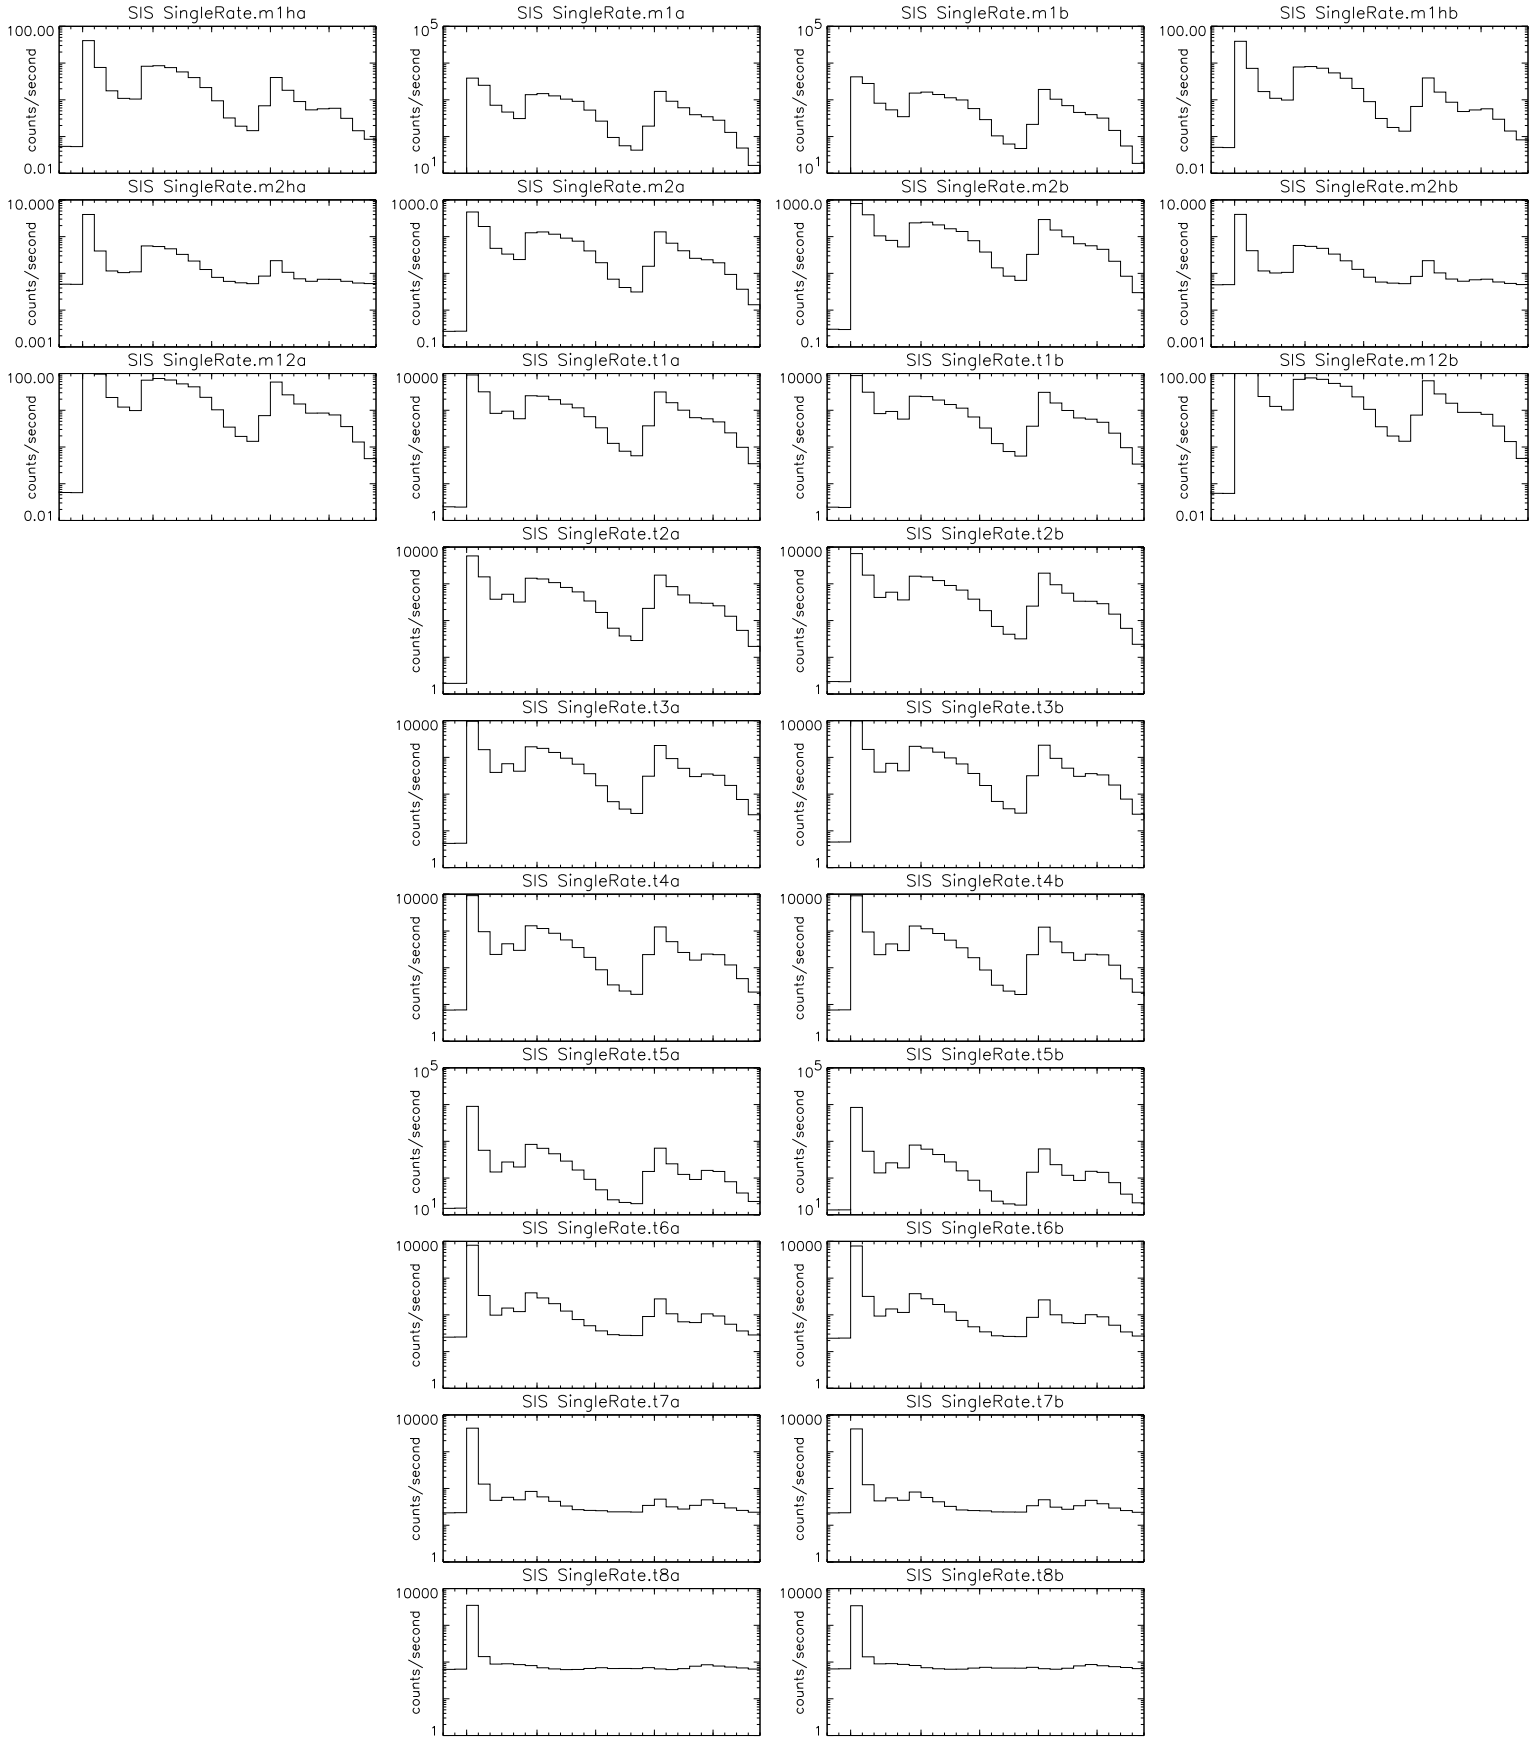 SIS SingleRate.m1ha
100.00
counts/second
0.01
SIS SingleRate.m1a
10^5
counts/second
10^1
SIS SingleRate.m1b
10^5
counts/second
10^1
SIS SingleRate.m1hb
100.00
counts/second
0.01
SIS SingleRate.m2ha
10.000
counts/second
0.001
SIS SingleRate.m2a
1000.0
counts/second
0.1
SIS SingleRate.m2b
1000.0
counts/second
0.1
SIS SingleRate.m2hb
10.000
counts/second
0.001
SIS SingleRate.m12a
100.00
counts/second
0.01
SIS SingleRate.t1a
10000
counts/second
1
SIS SingleRate.t1b
10000
counts/second
1
SIS SingleRate.m12b
100.00
counts/second
0.01
SIS SingleRate.t2a
10000
counts/second
1
SIS SingleRate.t2b
10000
counts/second
1
SIS SingleRate.t3a
10000
counts/second
1
SIS SingleRate.t3b
10000
counts/second
1
SIS SingleRate.t4a
10000
counts/second
1
SIS SingleRate.t4b
10000
counts/second
1
SIS SingleRate.t5a
10^5
counts/second
10^1
SIS SingleRate.t5b
10^5
counts/second
10^1
SIS SingleRate.t6a
10000
counts/second
1
SIS SingleRate.t6b
10000
counts/second
1
SIS SingleRate.t7a
10000
counts/second
1
SIS SingleRate.t7b
10000
counts/second
1
SIS SingleRate.t8a
10000
counts/second
1
SIS SingleRate.t8b
10000
counts/second
1